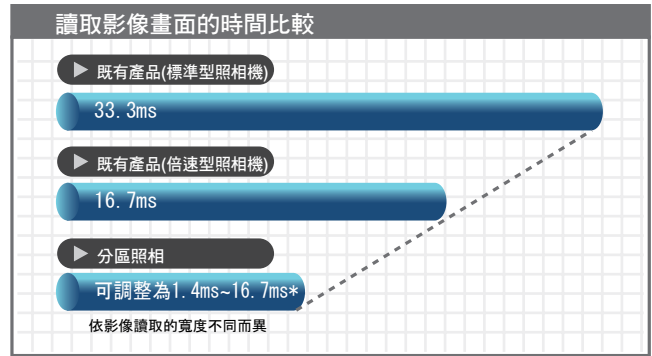 讀取影像畫面的時間比較
既有產品(標準型照相機)
33.3ms
既有產品(倍速型照相機)
16.7ms
分區照相
可調整為1.4ms~16.7ms*
依影像讀取的寬度不同而異